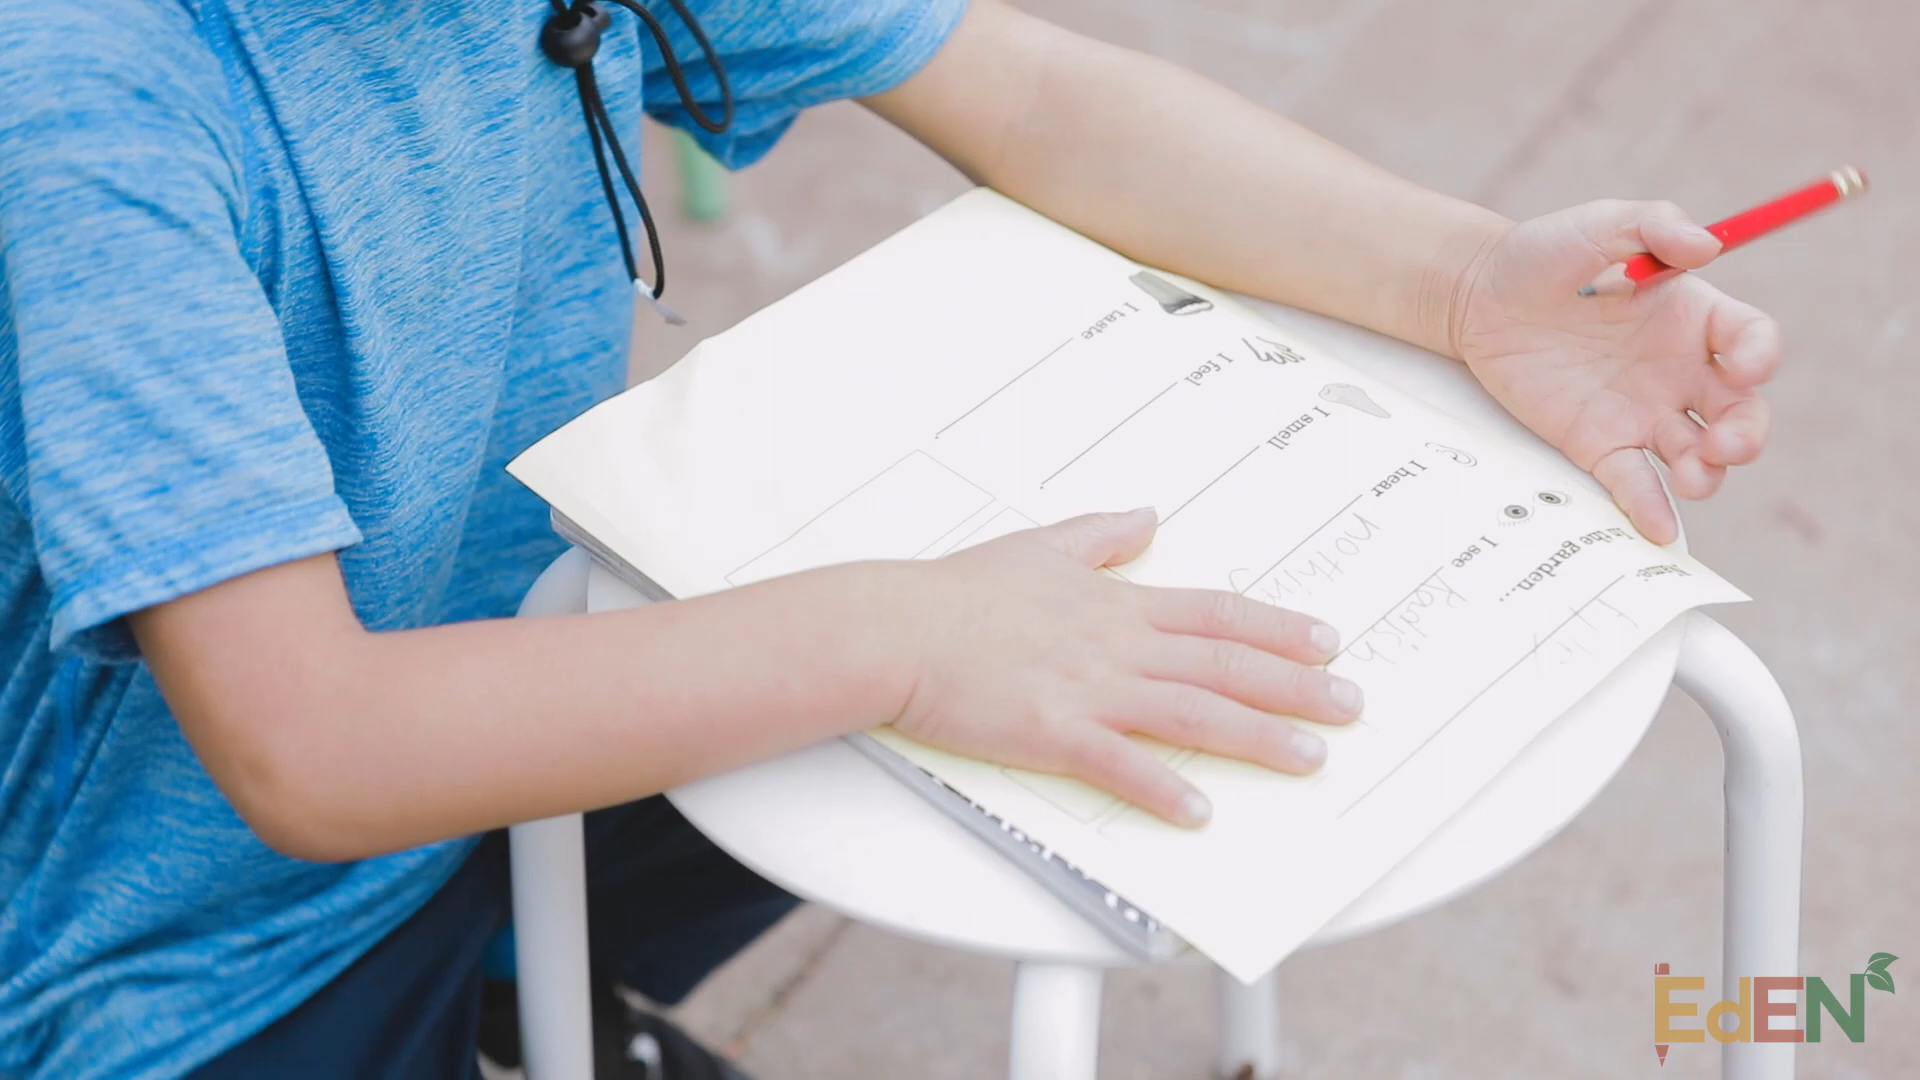 Name:
In the garden....
I see Radish
I hear nothing
I smell
I feel
I taste
EdEN